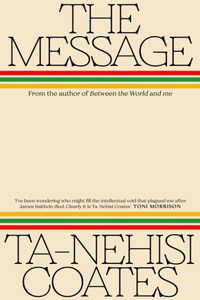 THE
MESSAGE
From the author of Between the World and me
'I've been wondering who might fill the intellectual void that plagued me after
James Baldwin died. Clearly it is Ta-Nehisi Coates' TONI MORRISON
TA-NEHISI
COATES